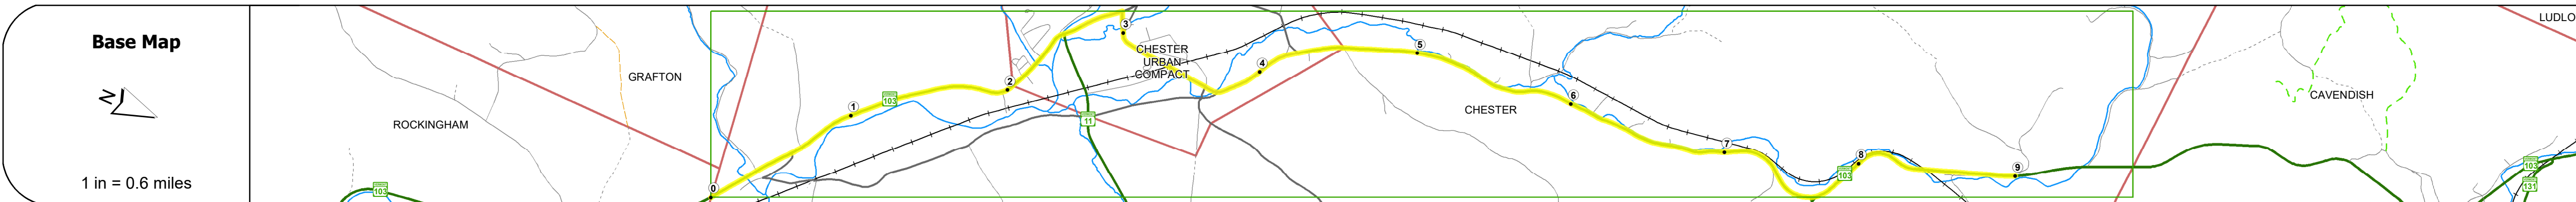 Base Map
N
1 in = 0.6 miles
ROCKINGHAM
103
GRAFTON
0
1
103
2
3
CHESTER
URBAN
COMPACT
11
4
5
CHESTER
6
7
8
103
9
CAVENDISH
LUDLO
103
131